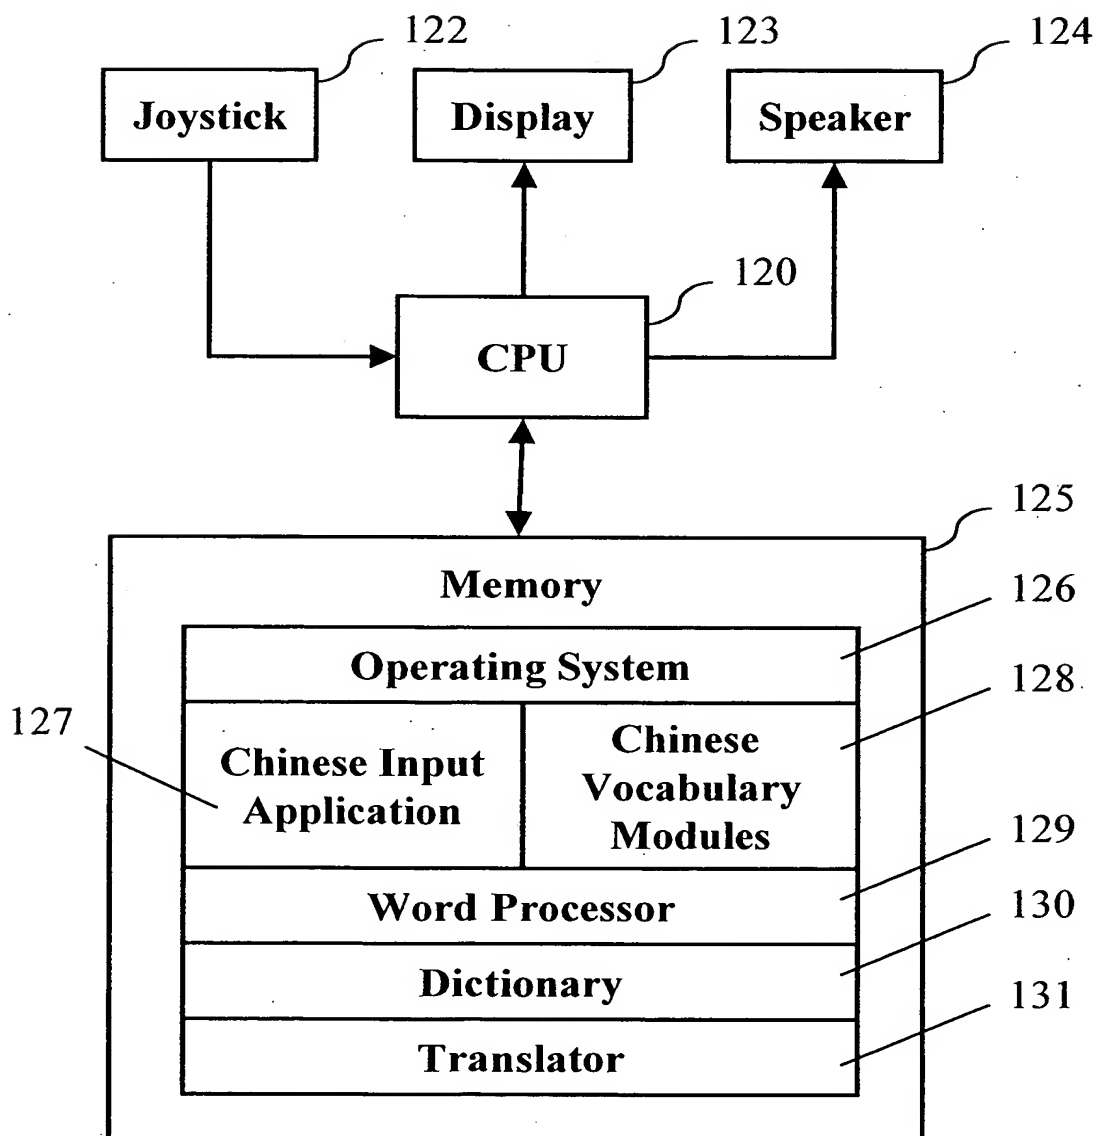 122
123
124
Joystick
Display
Speaker
120
CPU
125
Memory
126
Operating System
128
127
Chinese Input
Application
Chinese
Vocabulary
Modules
129
Word Processor
130
Dictionary
131
Translator